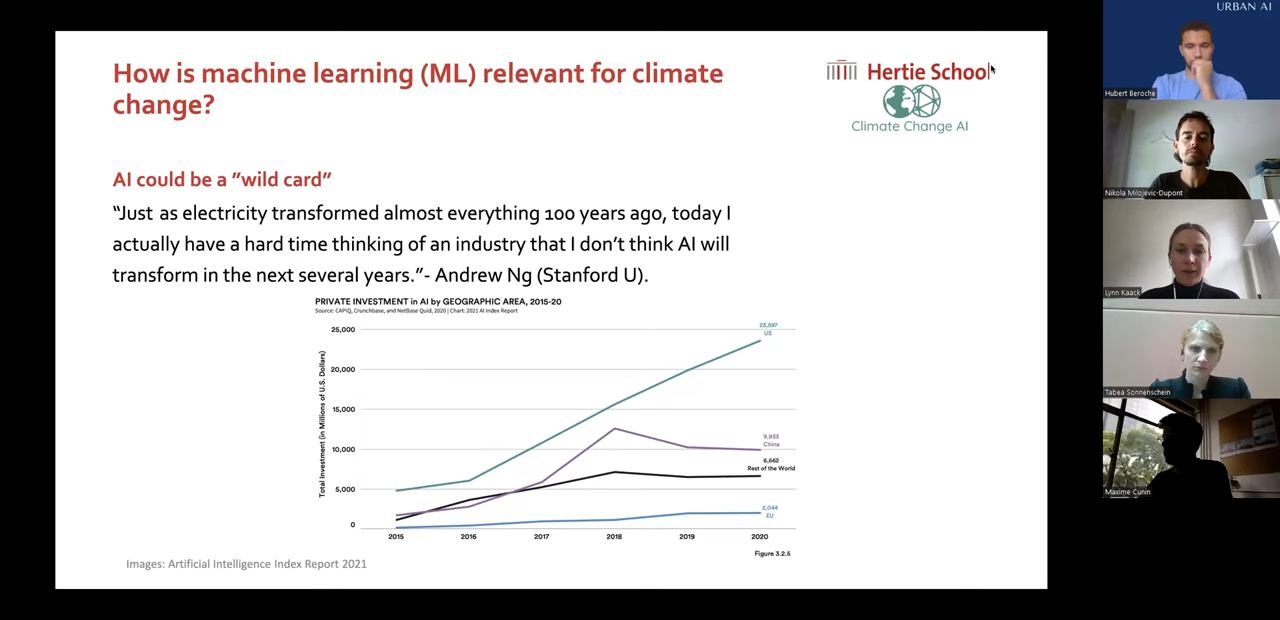 How is machine learning (ML) relevant for climate
change?
Hertie School
Climate Change AI
AI could be a "wild card"
“Just as electricity transformed almost everything 100 years ago, today I
actually have a hard time thinking of an industry that I don’t think AI will
transform in the next several years.”- Andrew Ng (Stanford U).
PRIVATE INVESTMENT in AI by GEOGRAPHIC AREA, 2015-20
Source: CAPIQ, Crunchbase, and NetBase Quid, 2020 | Chart: 2021 AI Index Report
Total Investment (in Millions of U.S. Dollars)
25,000
20,000
15,000
10,000
5,000
0
2015
2016
2017
2018
2019
2020
23,597
US
9,933
China
6,662
Rest of the World
2,044
EU
Figure 3.2.5
Images: Artificial Intelligence Index Report 2021
URBAN AI
Hubert Beroche
Nikola Milojevic-Dupont
Lynn Kaack
Tabea Sonnenschein
Maxime Cunin